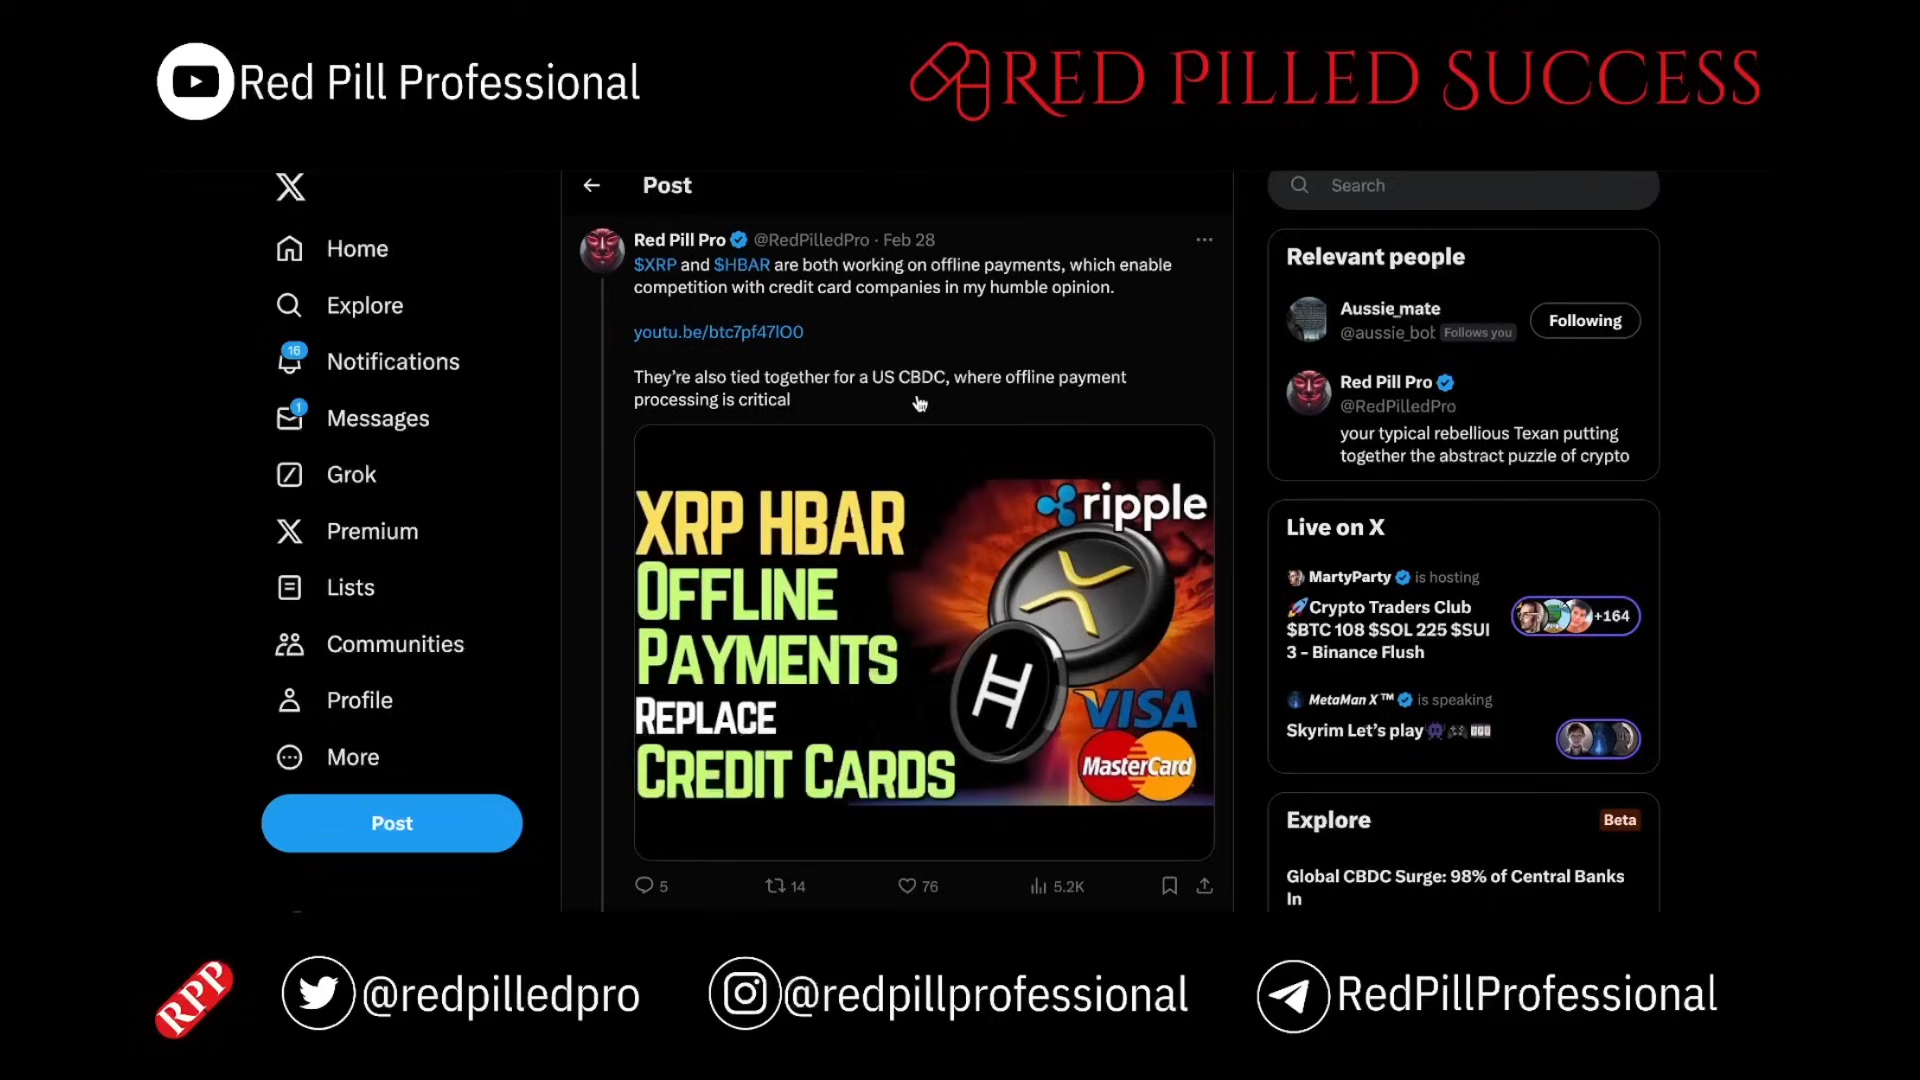 Red Pill Professional
RED PILLED SUCCESS
Post
Search
Home
Explore
16
Notifications
1
Messages
Grok
Premium
Lists
Communities
Profile
More
Post
Red Pill Pro @RedPilledPro · Feb 28
$XRP and $HBAR are both working on offline payments, which enable
competition with credit card companies in my humble opinion.
youtu.be/btc7pf47lO0
They're also tied together for a US CBDC, where offline payment
processing is critical
ripple
XRP HBAR
OFFLINE
PAYMENTS
REPLACE
CREDIT CARDS
VISA
MasterCard
5
14
76
5.2K
Relevant people
Aussie_mate
@aussie_bot Follows you
Following
Red Pill Pro
@RedPilledPro
your typical rebellious Texan putting
together the abstract puzzle of crypto
Live on X
MartyParty is hosting
🚀Crypto Traders Club
$BTC 108 $SOL 225 $SUI
3 - Binance Flush
+164
MetaMan X™ is speaking
Skyrim Let's play👾🎮
Explore
Beta
Global CBDC Surge: 98% of Central Banks
In
RPP
@redpilledpro
@redpillprofessional
RedPillProfessional